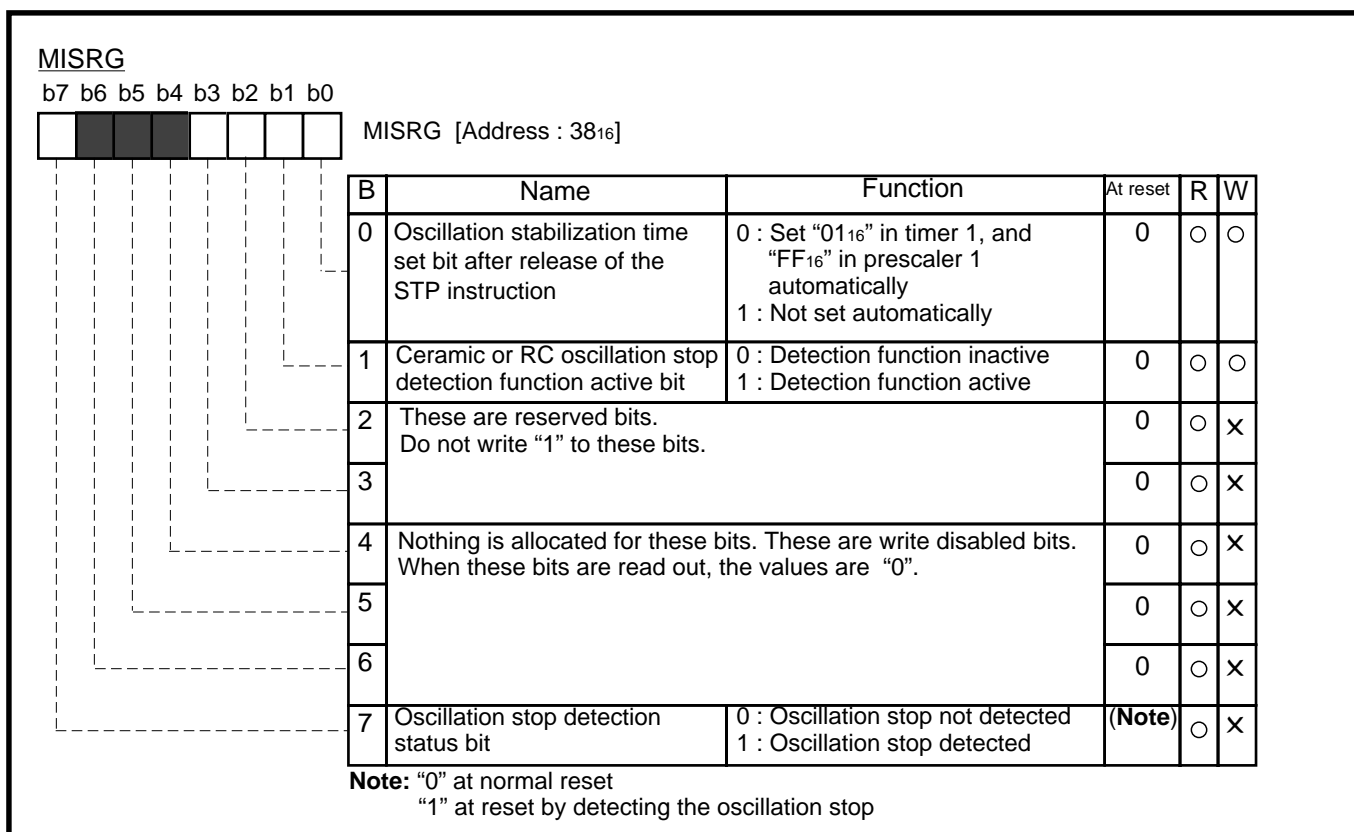 MISRG
b7 b6 b5 b4 b3 b2 b1 b0
MISRG [Address : 3816]
B Name Function At reset R W
0 Oscillation stabilization time 0 : Set “0116” in timer 1, and 0 ○ ○
set bit after release of the “FF16” in prescaler 1
STP instruction automatically
1 : Not set automatically
1 Ceramic or RC oscillation stop 0 : Detection function inactive 0 ○ ○
detection function active bit 1 : Detection function active
2 These are reserved bits. 0 ○ ×
Do not write “1” to these bits.
3 0 ○ ×
4 Nothing is allocated for these bits. These are write disabled bits. 0 ○ ×
When these bits are read out, the values are “0”.
5 0 ○ ×
6 0 ○ ×
7 Oscillation stop detection 0 : Oscillation stop not detected (Note) ○ ×
status bit 1 : Oscillation stop detected
Note: “0” at normal reset
“1” at reset by detecting the oscillation stop